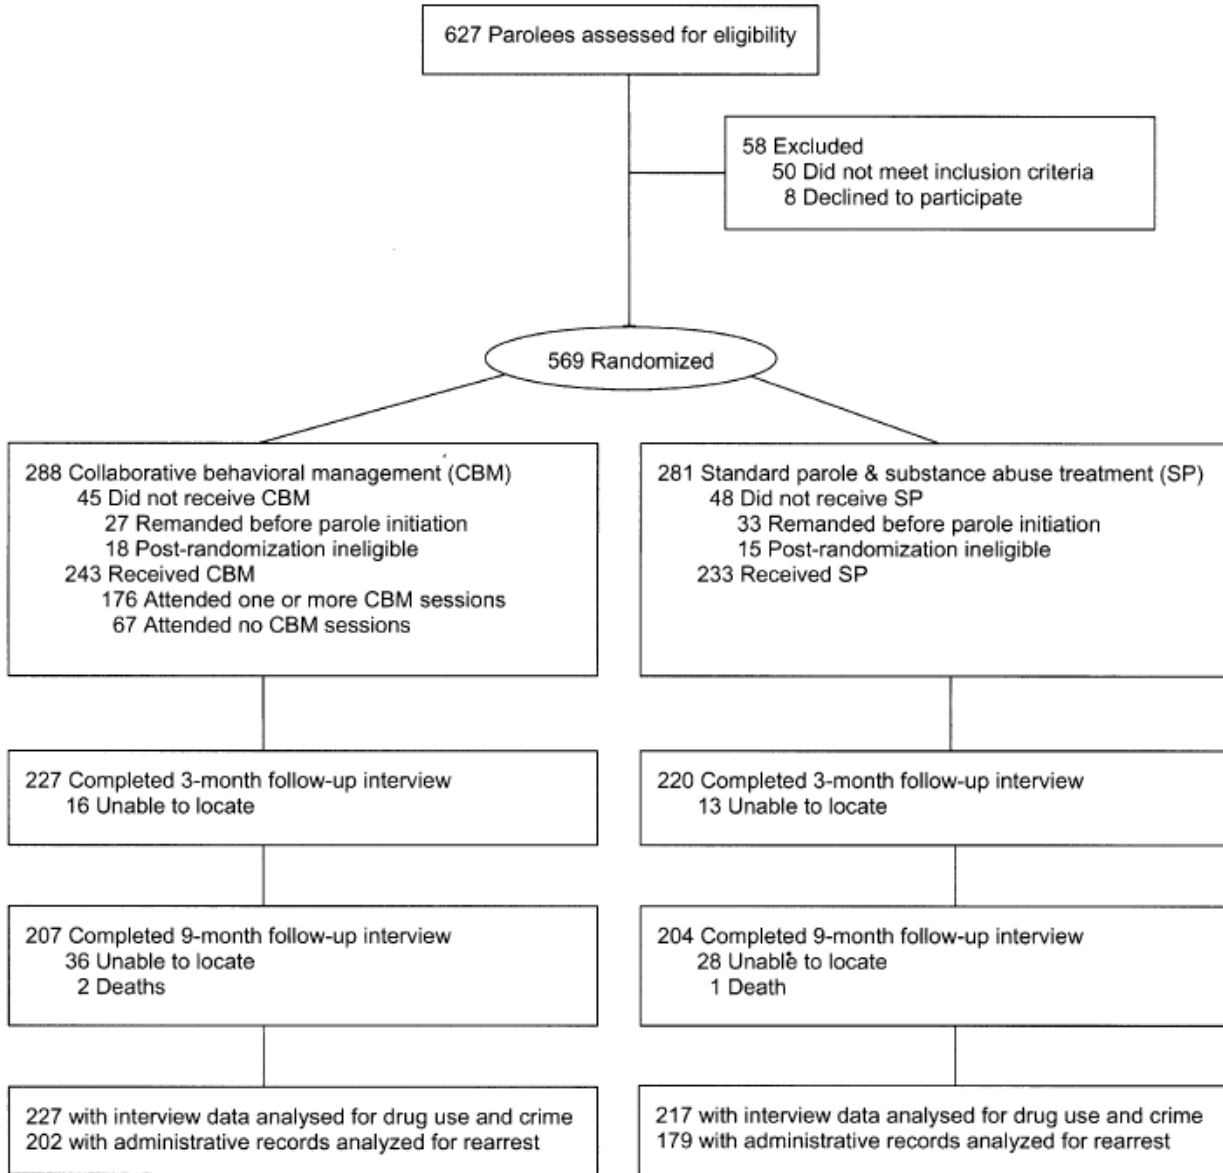 627 Parolees assessed for eligibility
58 Excluded
50 Did not meet inclusion criteria
8 Declined to participate
569 Randomized
288 Collaborative behavioral management (CBM)
45 Did not receive CBM
27 Remanded before parole initiation
18 Post-randomization ineligible
243 Received CBM
176 Attended one or more CBM sessions
67 Attended no CBM sessions
281 Standard parole & substance abuse treatment (SP)
48 Did not receive SP
33 Remanded before parole initiation
15 Post-randomization ineligible
233 Received SP
227 Completed 3-month follow-up interview
16 Unable to locate
220 Completed 3-month follow-up interview
13 Unable to locate
207 Completed 9-month follow-up interview
36 Unable to locate
2 Deaths
204 Completed 9-month follow-up interview
28 Unable to locate
1 Death
227 with interview data analysed for drug use and crime
202 with administrative records analyzed for rearrest
217 with interview data analysed for drug use and crime
179 with administrative records analyzed for rearrest